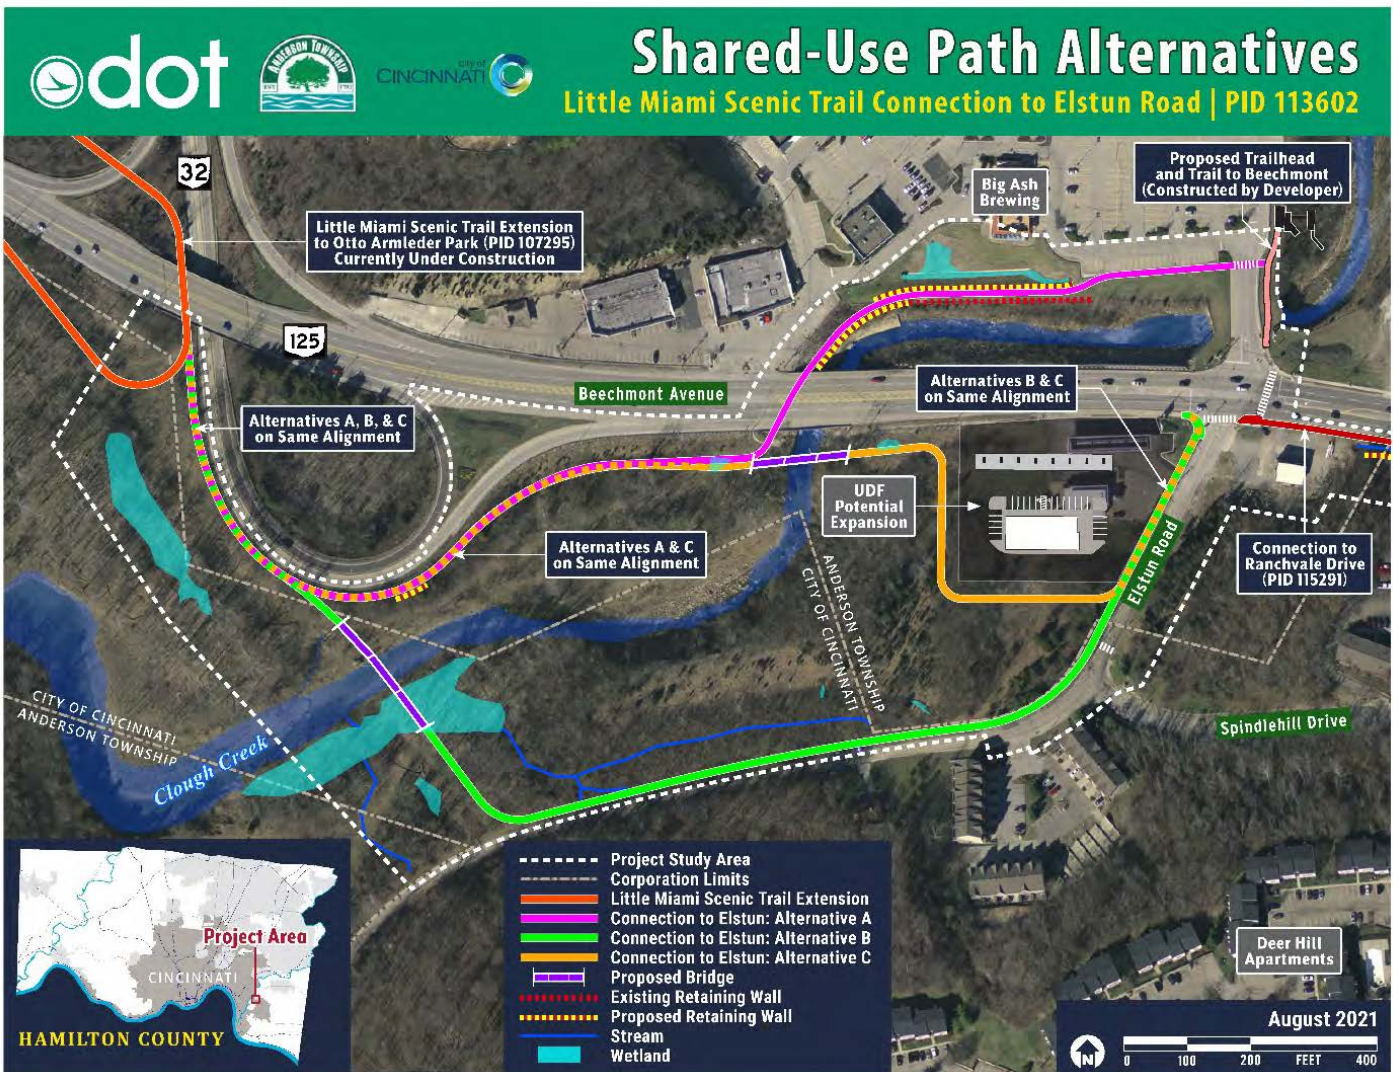 dot
ANDERSON TOWNSHIP
city of
CINCINNATI
Shared-Use Path Alternatives
Little Miami Scenic Trail Connection to Elstun Road | PID 113602
32
Little Miami Scenic Trail Extension
to Otto Armleder Park (PID 107295)
Currently Under Construction
Big Ash
Brewing
Proposed Trailhead
and Trail to Beechmont
(Constructed by Developer)
125
Beechmont Avenue
Alternatives B & C
on Same Alignment
Alternatives A, B, & C
on Same Alignment
UDF
Potential
Expansion
Alternatives A & C
on Same Alignment
Elstun Road
Connection to
Ranchvale Drive
(PID 115291)
ANDERSON TOWNSHIP
CITY OF CINCINNATI
CITY OF CINCINNATI
ANDERSON TOWNSHIP
Clough Creek
Spindlehill Drive
Project Area
CINCINNATI
HAMILTON COUNTY
Project Study Area
Corporation Limits
Little Miami Scenic Trail Extension
Connection to Elstun: Alternative A
Connection to Elstun: Alternative B
Connection to Elstun: Alternative C
Proposed Bridge
Existing Retaining Wall
Proposed Retaining Wall
Stream
Wetland
Deer Hill
Apartments
August 2021
N
0 100 200 FEET 400